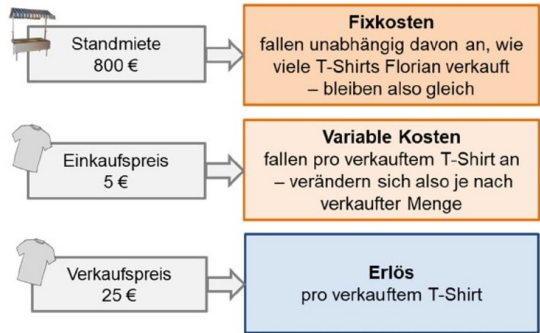 Standmiete
800 €
Fixkosten
fallen unabhängig davon an, wie
viele T-Shirts Florian verkauft
– bleiben also gleich
Einkaufspreis
5 €
Variable Kosten
fallen pro verkauftem T-Shirt an
– verändern sich also je nach
verkaufter Menge
Verkaufspreis
25 €
Erlös
pro verkauftem T-Shirt